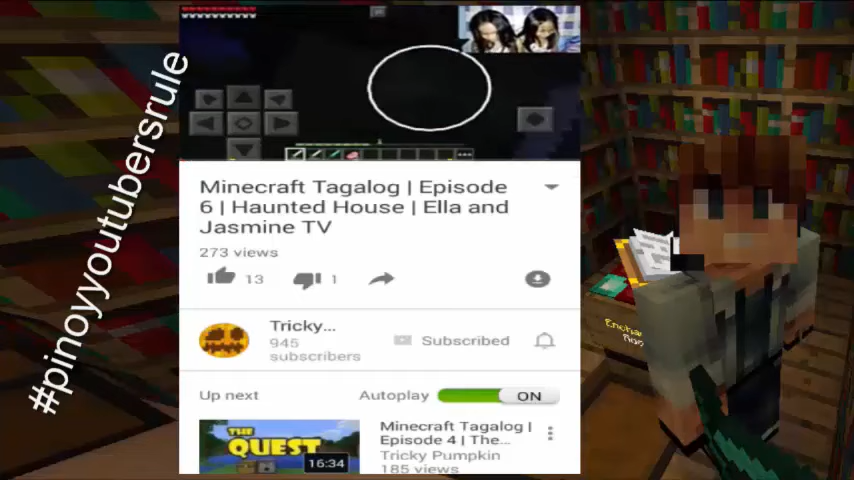 #pinoyyoutubersrule
Minecraft Tagalog | Episode
6 | Haunted House | Ella and
Jasmine TV
273 views
13
1
Tricky...
945
subscribers
Subscribed
Up next
Autoplay
ON
THE
QUEST
16:34
Minecraft Tagalog |
Episode 4 | The...
Tricky Pumpkin
185 views